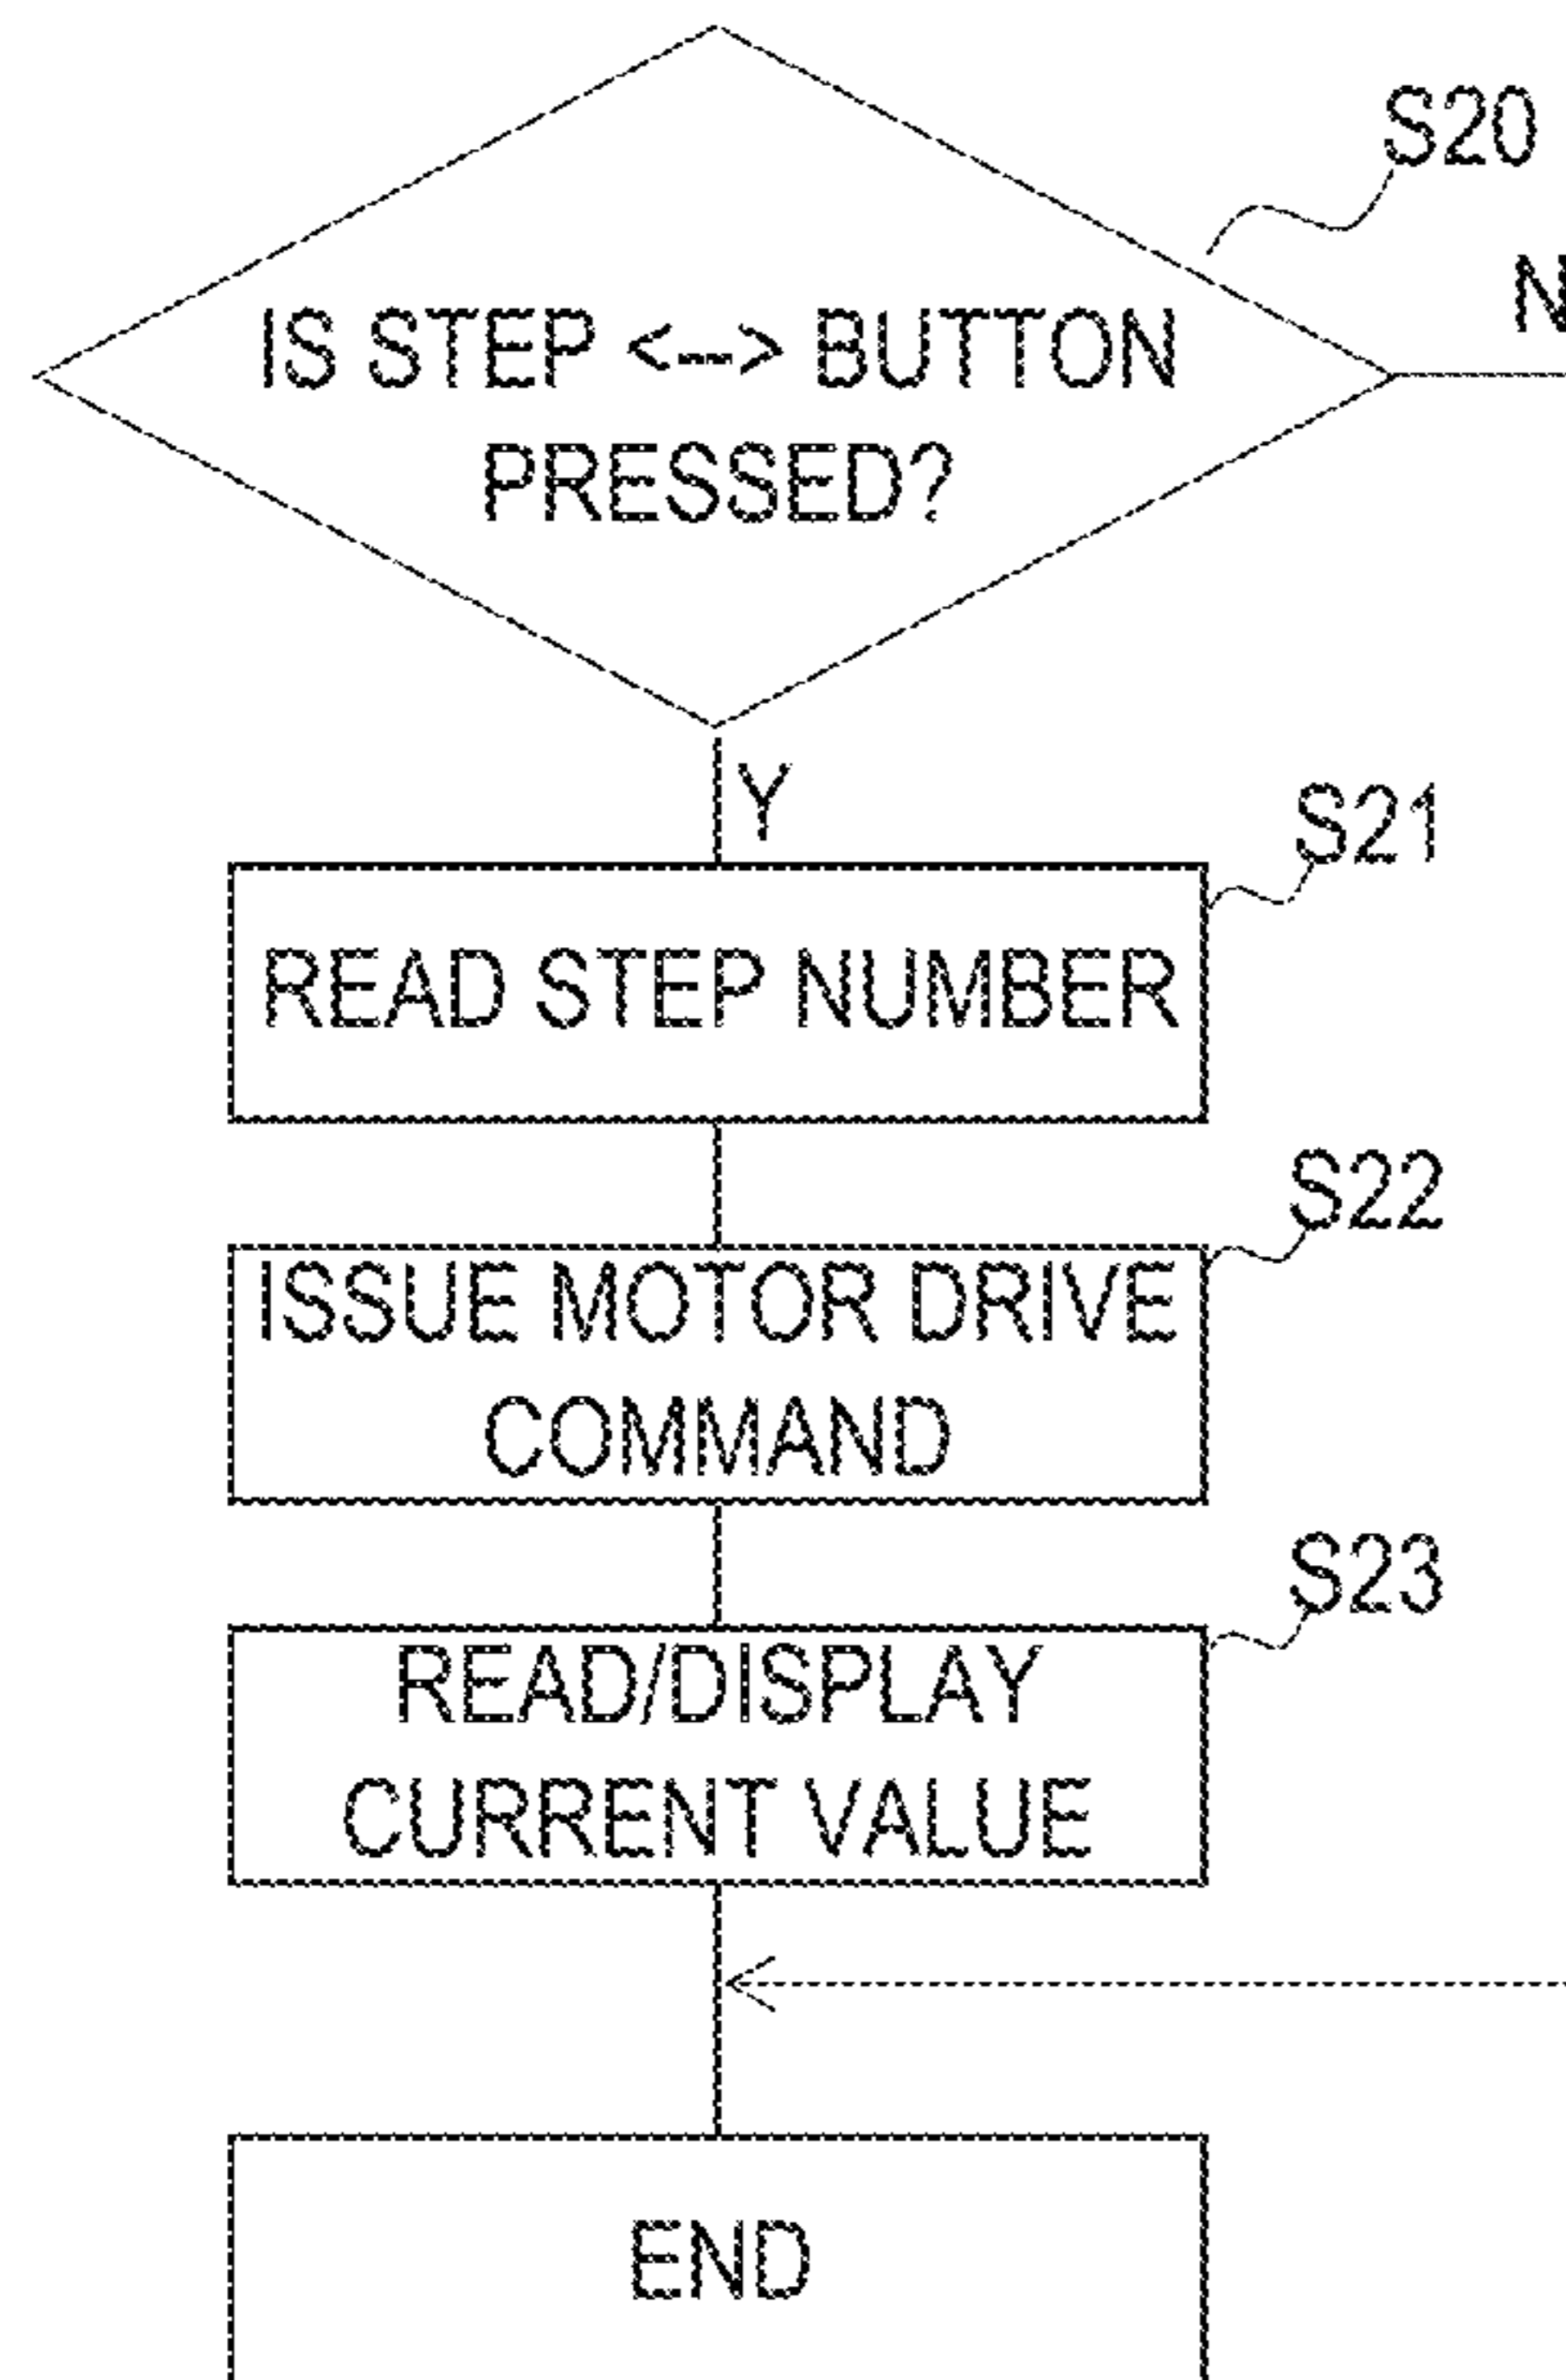 S20
N
IS STEP <--> BUTTON
PRESSED?
Y
S21
READ STEP NUMBER
S22
ISSUE MOTOR DRIVE
COMMAND
S23
READ/DISPLAY
CURRENT VALUE
END